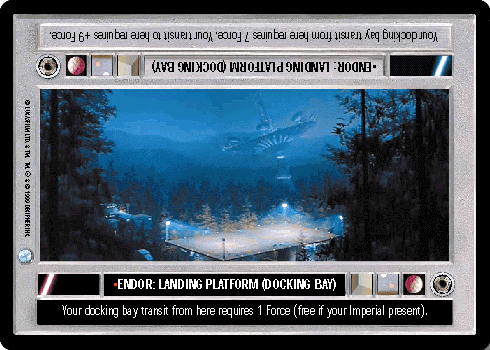 Your docking bay transit from here requires 7 Force. Your transit to here requires +9 Force.
•ENDOR: LANDING PLATFORM (DOCKING BAY)
•ENDOR: LANDING PLATFORM (DOCKING BAY)
Your docking bay transit from here requires 1 Force (free if your Imperial present).